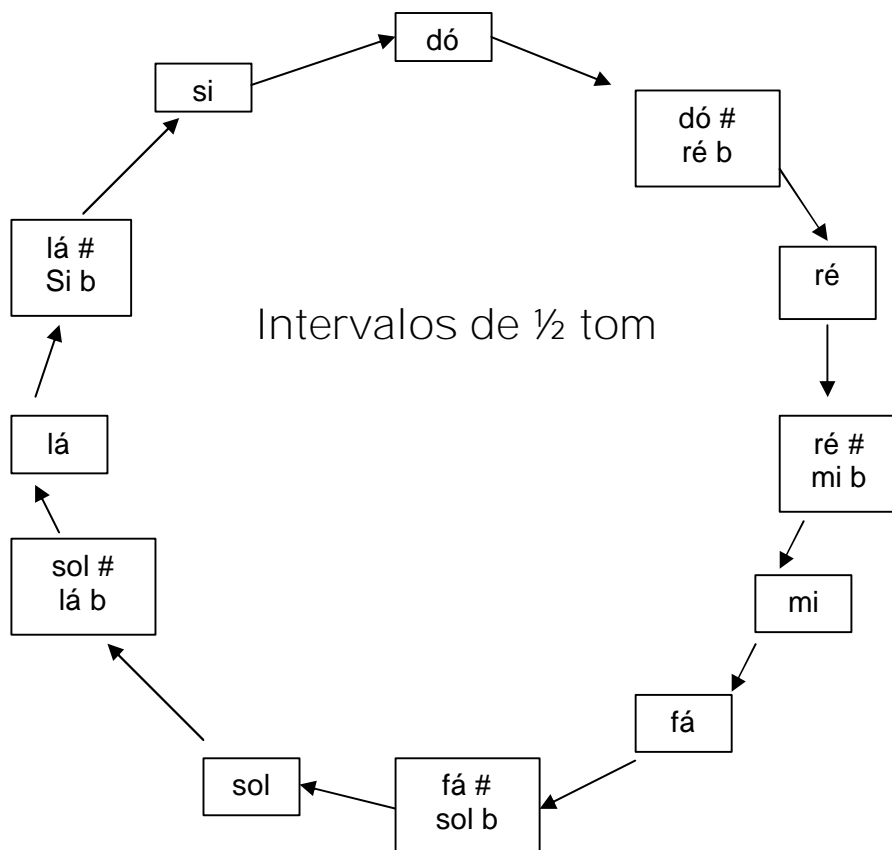 dó
dó #
ré b
ré
ré #
mi b
mi
fá
fá #
sol b
sol
sol #
lá b
lá
lá #
Si b
si
Intervalos de ½ tom